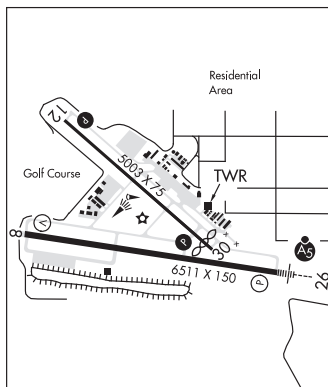 Residential
Area
12
P
5003 X 75
TWR
Golf Course
V
8
P
30
A5
6511 X 150
P
26